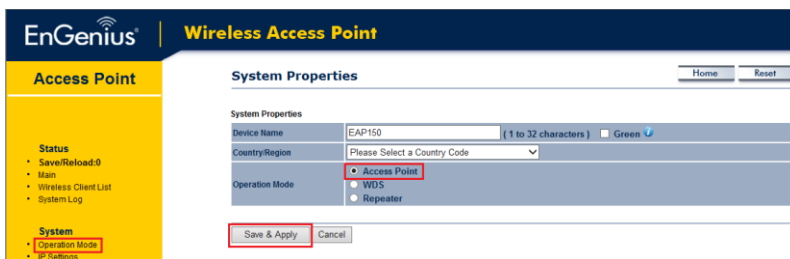 EnGenius Wireless Access Point
Access Point
System Properties
Home Reset
System Properties
Device Name EAP150 ( 1 to 32 characters ) Green
Country/Region Please Select a Country Code
Operation Mode
Access Point
WDS
Repeater
Save & Apply Cancel
Status
Save/Reload:0
Main
Wireless Client List
System Log
System
Operation Mode
IP Settings